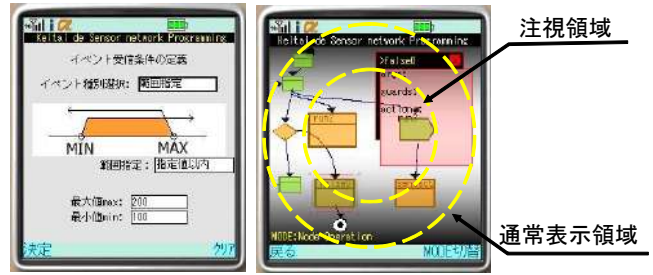 Keitai de Sensor network Programming
イベント受信条件の定義
イベント種別選択: 範囲指定
MIN MAX
範囲指定: 指定値以内
最大値max: 200
最小値min: 100
決定 クリア
Keitai de Sensor network Programming
>false[]
guards:
actions:
MODE:Node Operation
戻る MODE切替
注視領域
通常表示領域